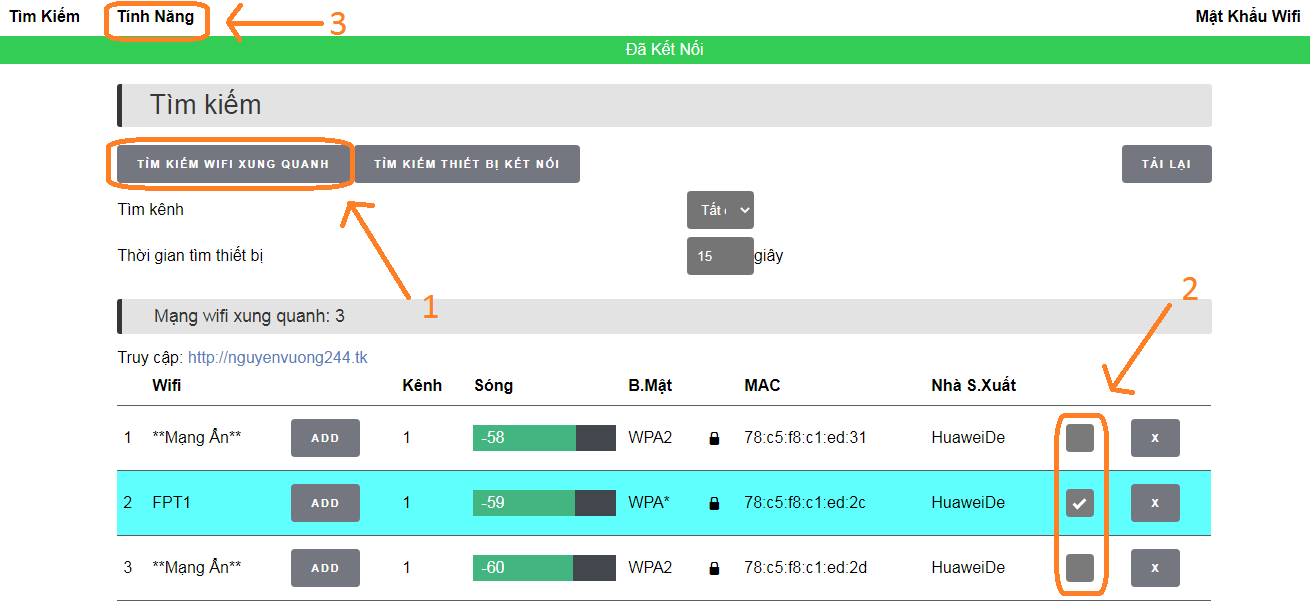 Tìm Kiếm Tính Năng 3 Mật Khẩu Wifi
Đã Kết Nối
Tìm kiếm
TÌM KIẾM WIFI XUNG QUANH TÌM KIẾM THIẾT BỊ KẾT NỐI TẢI LẠI
Tìm kênh Tất
Thời gian tìm thiết bị 15 giây
1
2
Mạng wifi xung quanh: 3
Truy cập: http://nguyenvuong244.tk
Wifi Kênh Sóng B.Mật MAC Nhà S.Xuất
1 **Mạng Ẩn** ADD 1 -58 WPA2 78:c5:f8:c1:ed:31 HuaweiDe X
2 FPT1 ADD 1 -59 WPA* 78:c5:f8:c1:ed:2c HuaweiDe X
3 **Mạng Ẩn** ADD 1 -60 WPA2 78:c5:f8:c1:ed:2d HuaweiDe X